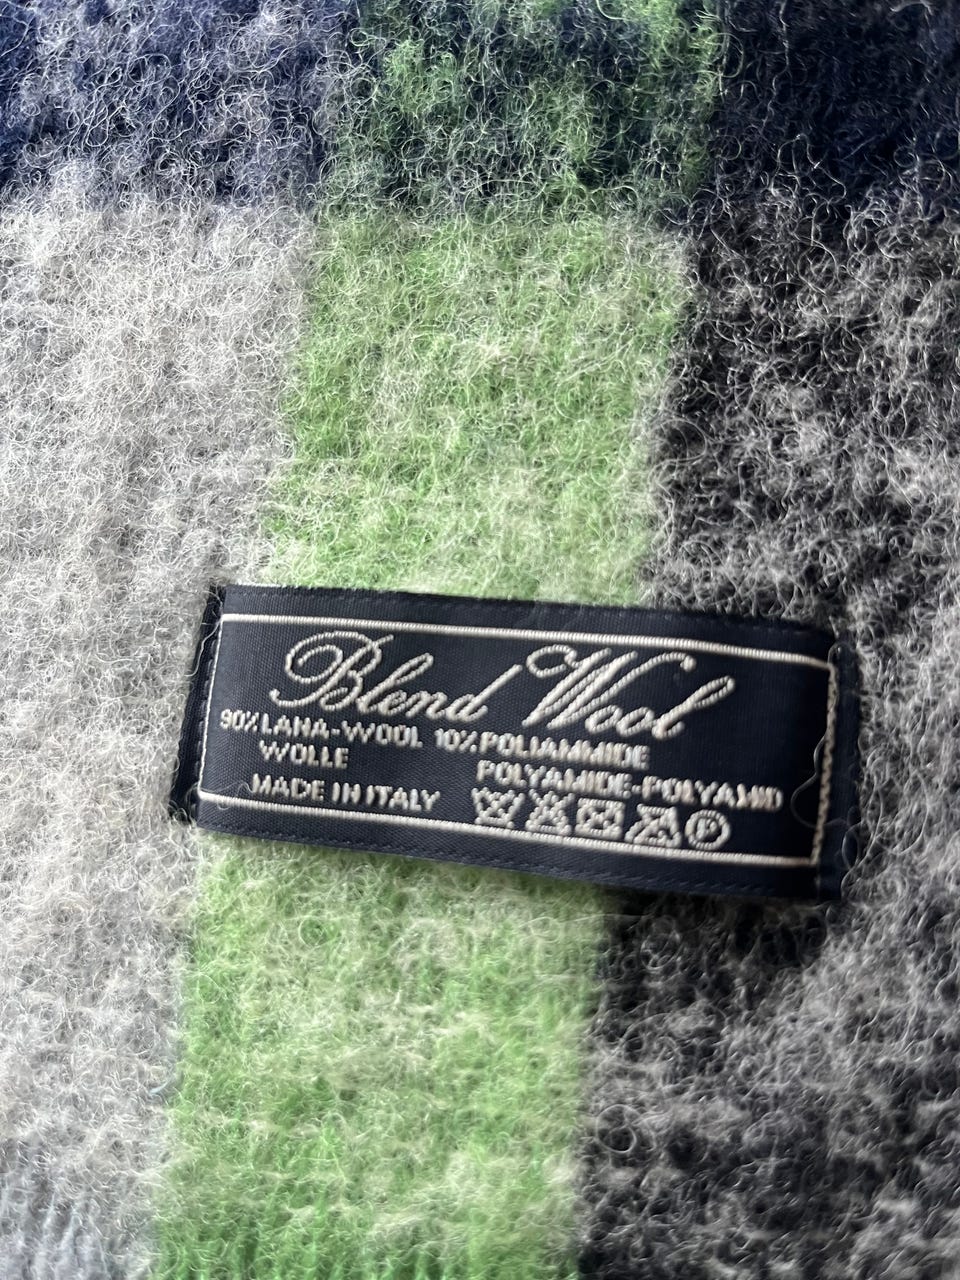 Blend Wool
90% LANA-WOOL 10% POLIAMMIDE
WOLLE
POLYAMIDE-POLYAMID
MADE IN ITALY
P